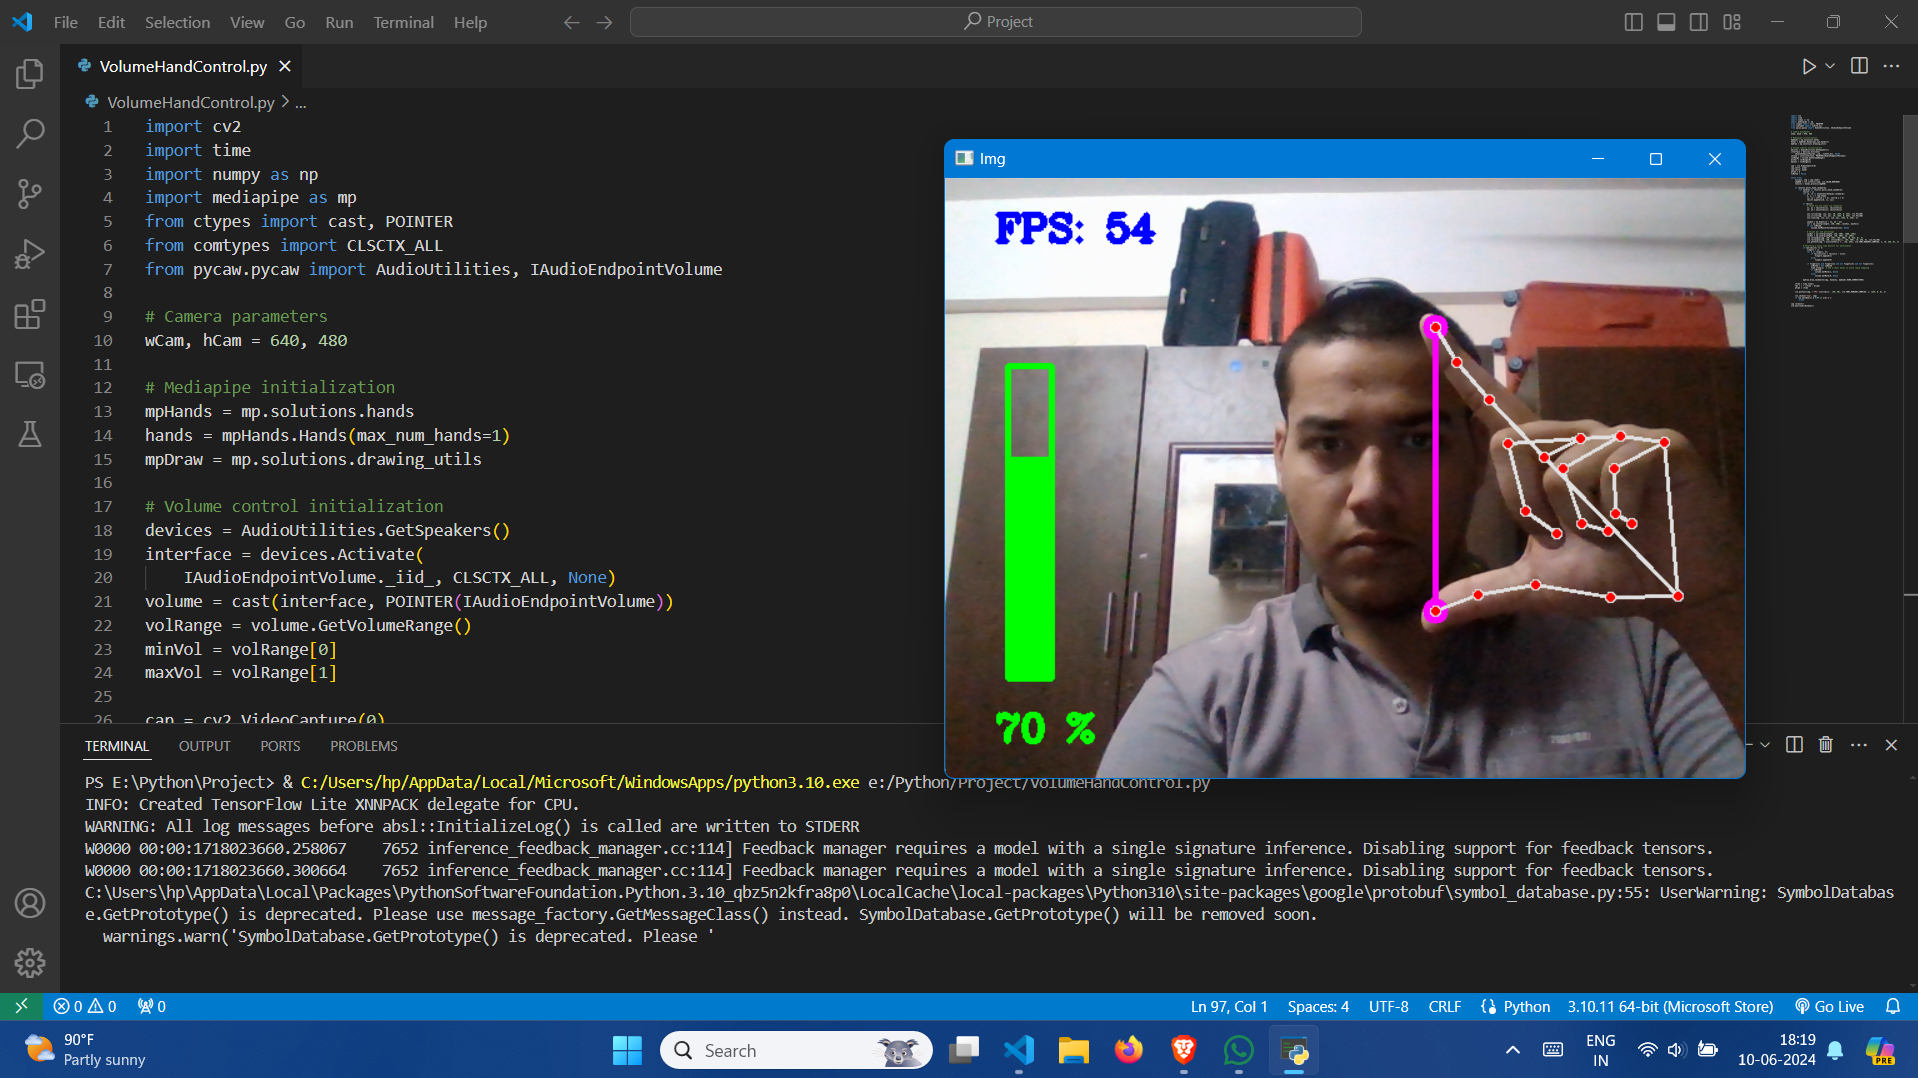 File Edit Selection View Go Run Terminal Help
Project
VolumeHandControl.py
VolumeHandControl.py > ...
1 import cv2
2 import time
3 import numpy as np
4 import mediapipe as mp
5 from ctypes import cast, POINTER
6 from comtypes import CLSCTX_ALL
7 from pycaw.pycaw import AudioUtilities, IAudioEndpointVolume
8
9 # Camera parameters
10 wCam, hCam = 640, 480
11
12 # Mediapipe initialization
13 mpHands = mp.solutions.hands
14 hands = mpHands.Hands(max_num_hands=1)
15 mpDraw = mp.solutions.drawing_utils
16
17 # Volume control initialization
18 devices = AudioUtilities.GetSpeakers()
19 interface = devices.Activate(
20 IAudioEndpointVolume._iid_, CLSCTX_ALL, None)
21 volume = cast(interface, POINTER(IAudioEndpointVolume))
22 volRange = volume.GetVolumeRange()
23 minVol = volRange[0]
24 maxVol = volRange[1]
25
26 cap = cv2.VideoCapture(0)
Img
FPS: 54
70 %
TERMINAL OUTPUT PORTS PROBLEMS
PS E:\Python\Project> & C:/Users/hp/AppData/Local/Microsoft/WindowsApps/python3.10.exe e:/Python/Project/VolumeHandControl.py
INFO: Created TensorFlow Lite XNNPACK delegate for CPU.
WARNING: All log messages before absl::InitializeLog() is called are written to STDERR
W0000 00:00:1718023660.258067 7652 inference_feedback_manager.cc:114] Feedback manager requires a model with a single signature inference. Disabling support for feedback tensors.
W0000 00:00:1718023660.300664 7652 inference_feedback_manager.cc:114] Feedback manager requires a model with a single signature inference. Disabling support for feedback tensors.
C:\Users\hp\AppData\Local\Packages\PythonSoftwareFoundation.Python.3.10_qbz5n2kfra8p0\LocalCache\local-packages\Python310\site-packages\google\protobuf\symbol_database.py:55: UserWarning: SymbolDatabas
e.GetPrototype() is deprecated. Please use message_factory.GetMessageClass() instead. SymbolDatabase.GetPrototype() will be removed soon.
warnings.warn('SymbolDatabase.GetPrototype() is deprecated. Please '
0 0 0 Ln 97, Col 1 Spaces: 4 UTF-8 CRLF Python 3.10.11 64-bit (Microsoft Store) Go Live
90°F
Partly sunny
Search
ENG
IN
18:19
10-06-2024
PRE